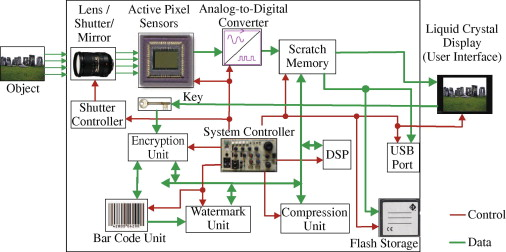 Lens /
Shutter/
Mirror
Active Pixel
Sensors
Analog-to-Digital
Converter
Liquid Crystal
Display
(User Interface)
Scratch
Memory
Object
Key
Shutter
Controller
System Controller
Encryption
Unit
DSP
USB
Port
Bar Code Unit
Watermark
Unit
Compression
Unit
Flash Storage
Control
Data